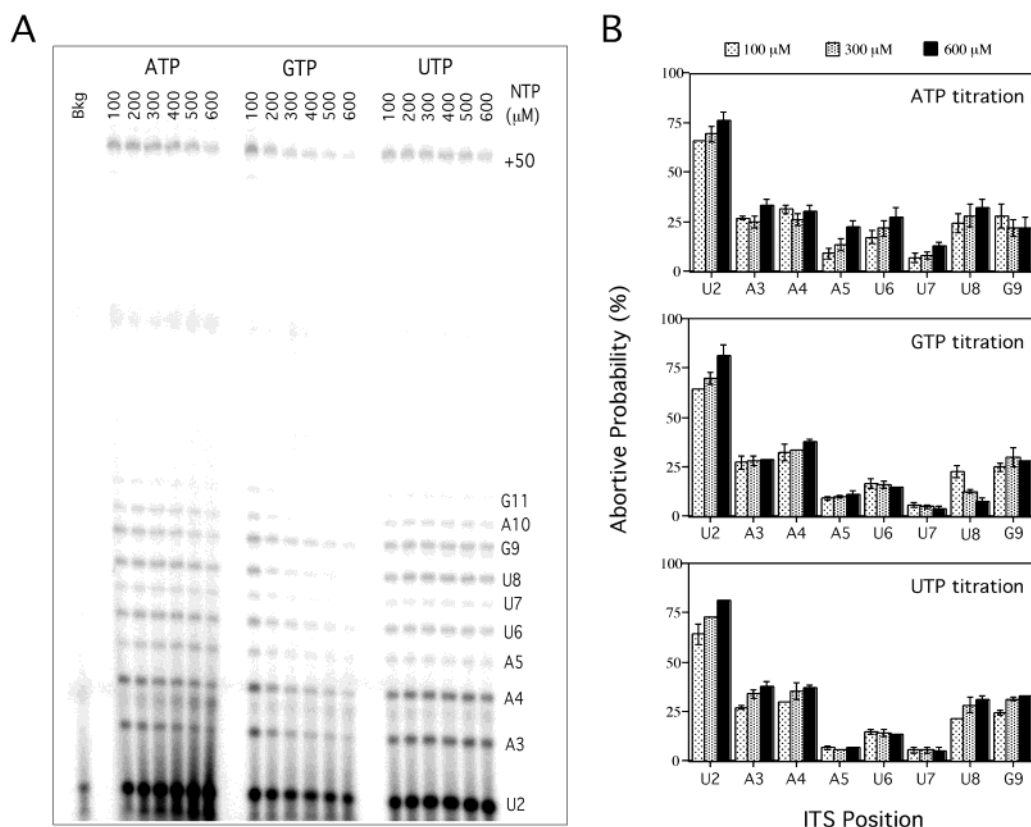 A
ATP GTP UTP
Bkg 100 200 300 400 500 600 100 200 300 400 500 600 100 200 300 400 500 600 NTP
(μM)
+50
G11
A10
G9
U8
U7
U6
A5
A4
A3
U2
B
100 μM 300 μM 600 μM
Abortive Probability (%)
ATP titration
100
75
50
25
0
U2 A3 A4 A5 U6 U7 U8 G9
GTP titration
100
75
50
25
0
U2 A3 A4 A5 U6 U7 U8 G9
UTP titration
100
75
50
25
0
U2 A3 A4 A5 U6 U7 U8 G9
ITS Position